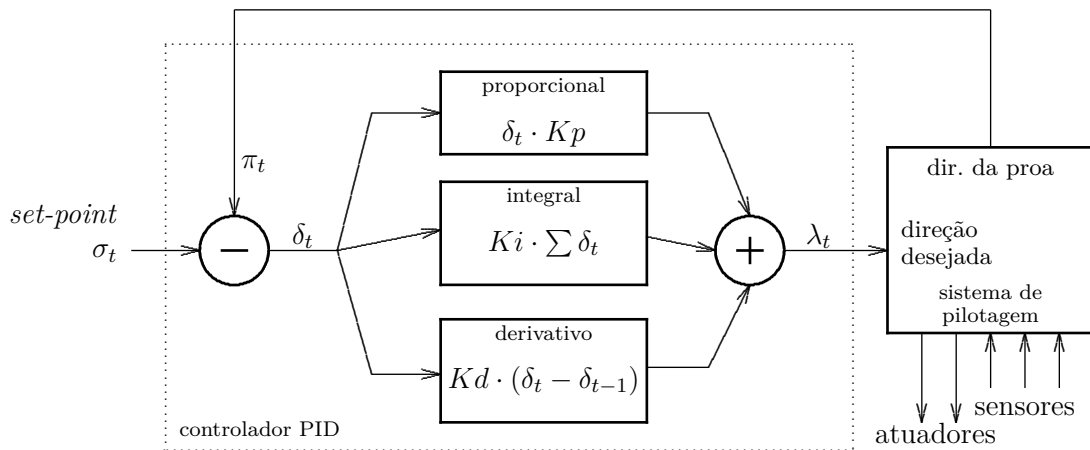 proporcional
δ_t · Kp
π_t
dir. da proa
set-point
σ_t
−
δ_t
integral
Ki · ∑ δ_t
+
λ_t
direção
desejada
sistema de
pilotagem
derivativo
Kd · (δ_t − δ_{t−1})
controlador PID
sensores
atuadores